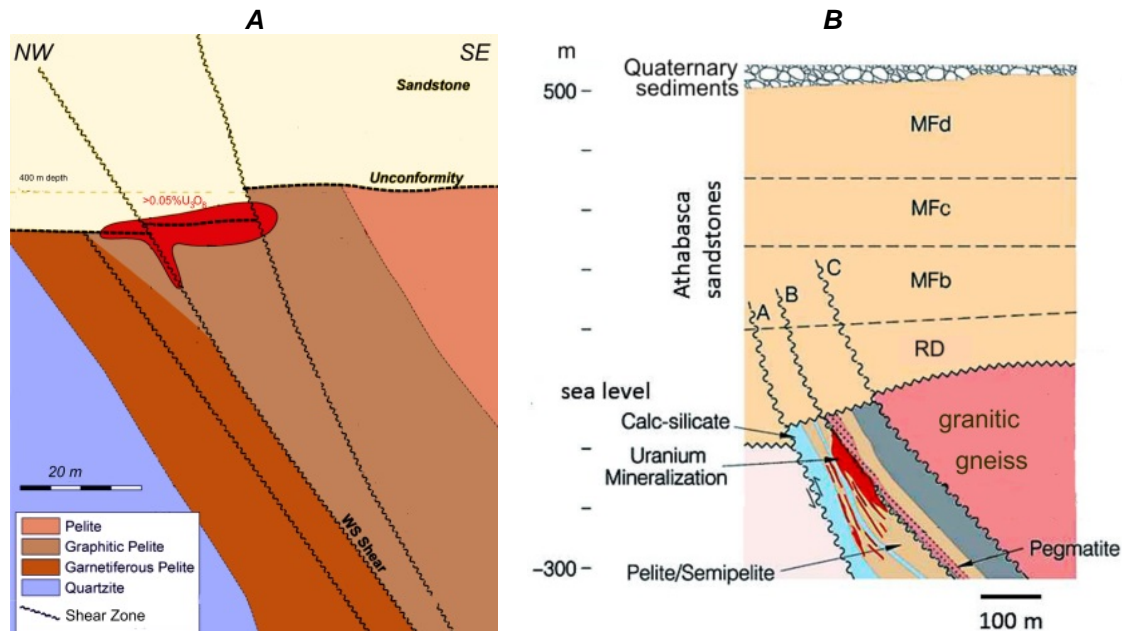 A
NW
SE
Sandstone
Unconformity
400 m depth
>0.05%U₃O₈
WS Shear
20 m
Pelite
Graphitic Pelite
Garnetiferous Pelite
Quartzite
Shear Zone
B
m
Quaternary
sediments
500
MFd
Athabasca
sandstones
MFc
MFb
A
B
C
RD
sea level
Calc-silicate
granitic
gneiss
Uranium
Mineralization
Pelite/Semipelite
Pegmatite
−300
100 m